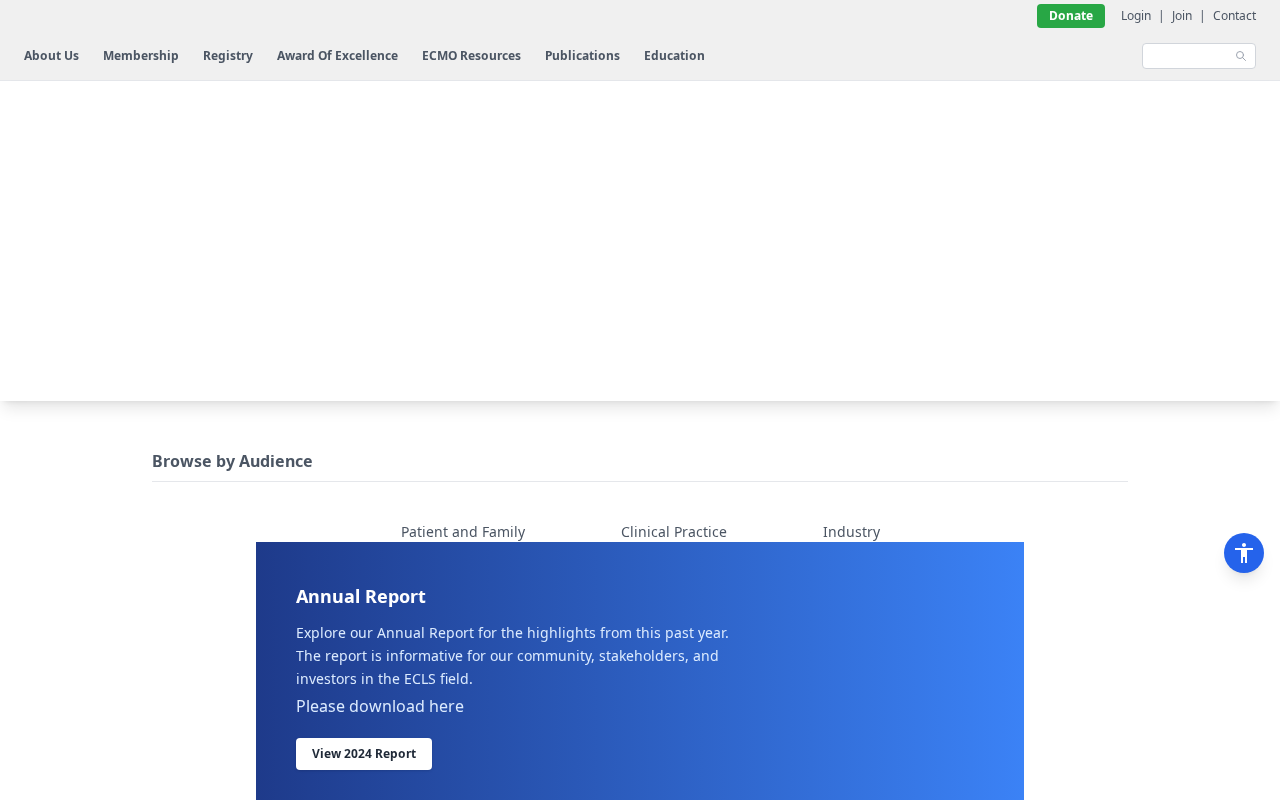 Donate Login | Join | Contact
About Us Membership Registry Award Of Excellence ECMO Resources Publications Education
Browse by Audience
Patient and Family Clinical Practice Industry
Annual Report
Explore our Annual Report for the highlights from this past year.
The report is informative for our community, stakeholders, and
investors in the ECLS field.
Please download here
View 2024 Report